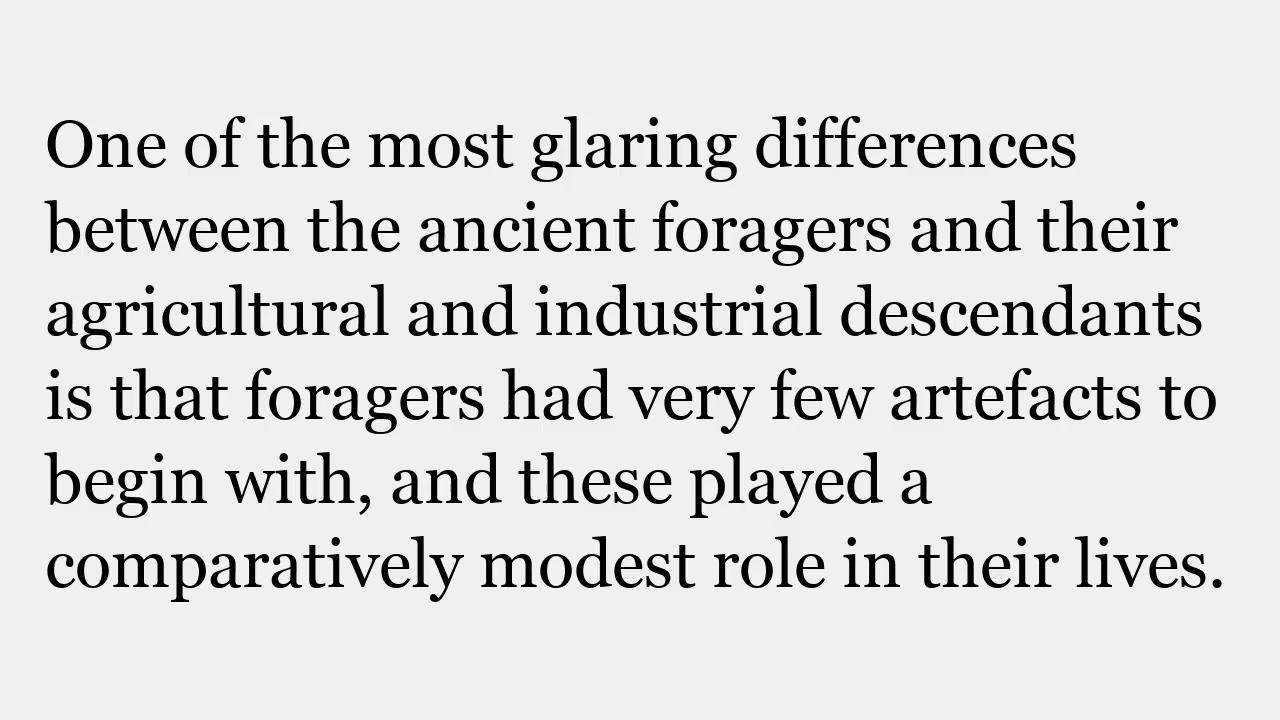 One of the most glaring differences
between the ancient foragers and their
agricultural and industrial descendants
is that foragers had very few artefacts to
begin with, and these played a
comparatively modest role in their lives.